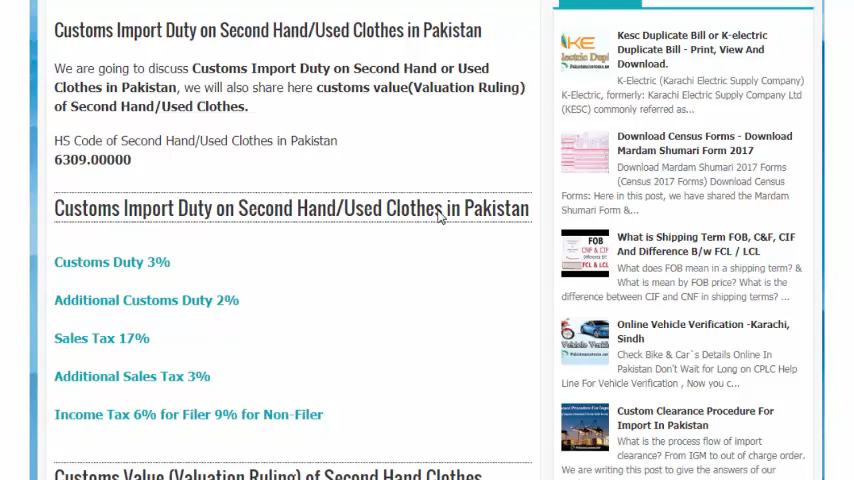 Customs Import Duty on Second Hand/Used Clothes in Pakistan
We are going to discuss Customs Import Duty on Second Hand or Used
Clothes in Pakistan, we will also share here customs value(Valuation Ruling)
of Second Hand/Used Clothes.
HS Code of Second Hand/Used Clothes in Pakistan
6309.00000
Customs Import Duty on Second Hand/Used Clothes in Pakistan
Customs Duty 3%
Additional Customs Duty 2%
Sales Tax 17%
Additional Sales Tax 3%
Income Tax 6% for Filer 9% for Non-Filer
Customs Value (Valuation Ruling) of Second Hand Clothes
Kesc Duplicate Bill or K-electric
Duplicate Bill - Print, View And
Download.
K-Electric (Karachi Electric Supply Company)
K-Electric, formerly: Karachi Electric Supply Company Ltd
(KESC) commonly referred as...
Download Census Forms - Download
Mardam Shumari Form 2017
Download Mardam Shumari 2017 Forms
(Census 2017 Forms) Download Census
Forms: Here in this post, we have shared the Mardam
Shumari Form &...
FOB
What is Shipping Term FOB, C&F, CIF
And Difference B/w FCL / LCL
What does FOB mean in a shipping term? &
What is mean by FOB price? What is the
difference between CIF and CNF in shipping terms? ...
Online Vehicle Verification -Karachi,
Sindh
Check Bike & Car`s Details Online In
Pakistan Don't Wait for Long on CPLC Help
Line For Vehicle Verification , Now you c...
Custom Clearance Procedure For
Import In Pakistan
What is the process flow of import
clearance? From IGM to out of charge order.
We are writing this post to give the answers of our